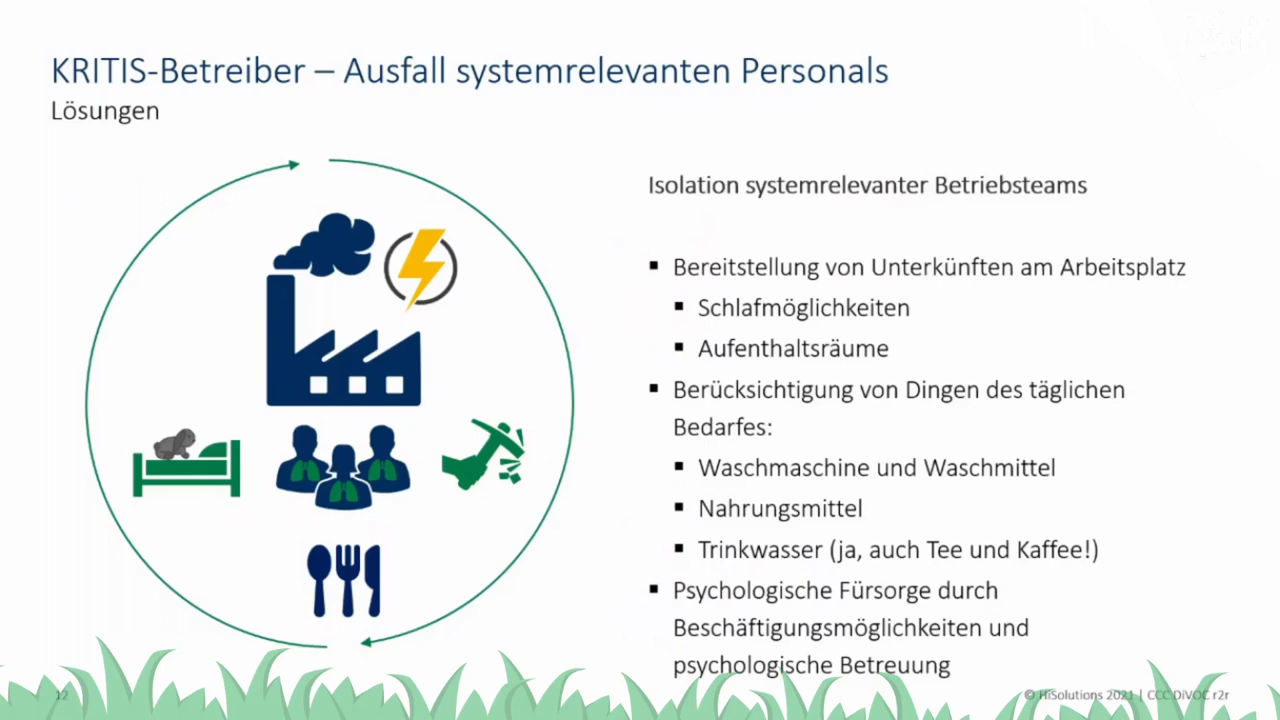 KRITIS-Betreiber – Ausfall systemrelevanten Personals
Lösungen
Isolation systemrelevanter Betriebsteams
▪ Bereitstellung von Unterkünften am Arbeitsplatz
▪ Schlafmöglichkeiten
▪ Aufenthaltsräume
▪ Berücksichtigung von Dingen des täglichen
Bedarfes:
▪ Waschmaschine und Waschmittel
▪ Nahrungsmittel
▪ Trinkwasser (ja, auch Tee und Kaffee!)
▪ Psychologische Fürsorge durch
Beschäftigungsmöglichkeiten und
psychologische Betreuung
12
© HiSolutions 2021 | CCC DiVOC r2r